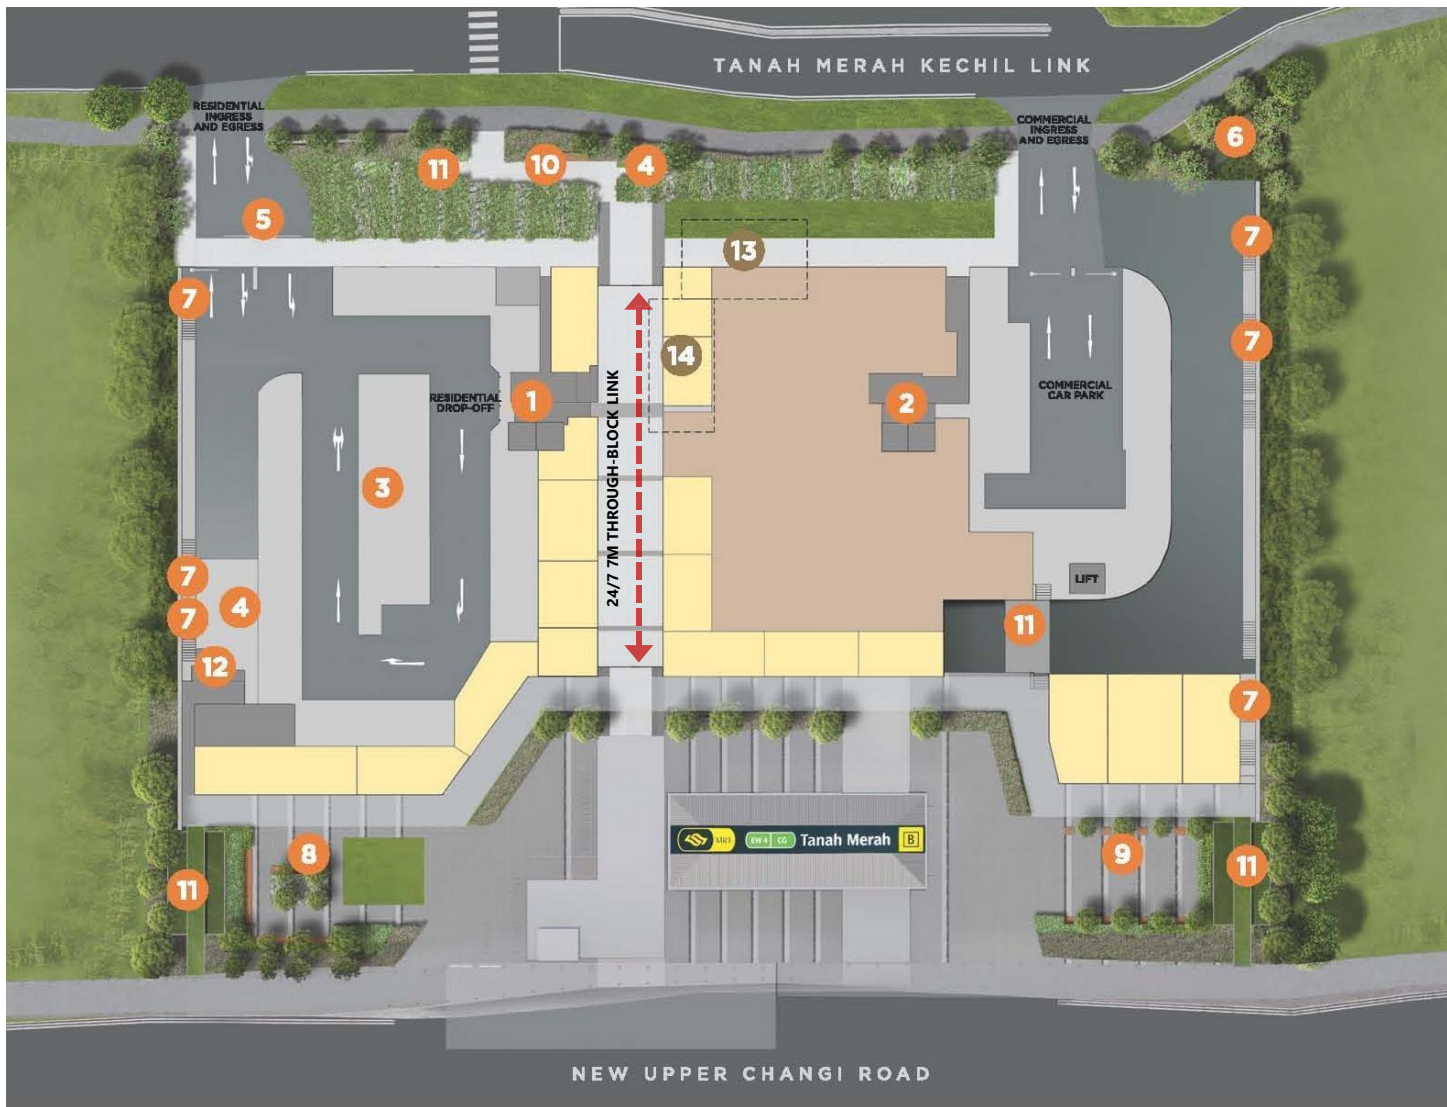 TANAH MERAH KECHIL LINK
RESIDENTIAL
INGRESS
AND EGRESS
COMMERCIAL
INGRESS
AND EGRESS
6
11
10
4
5
7
13
7
7
14
RESIDENTIAL
DROP-OFF
1
2
COMMERCIAL
CAR PARK
3
24/7 7M THROUGH-BLOCK LINK
7
4
7
LIFT
11
12
7
MRT
EW4 CG
Tanah Merah
B
8
9
11
11
NEW UPPER CHANGI ROAD